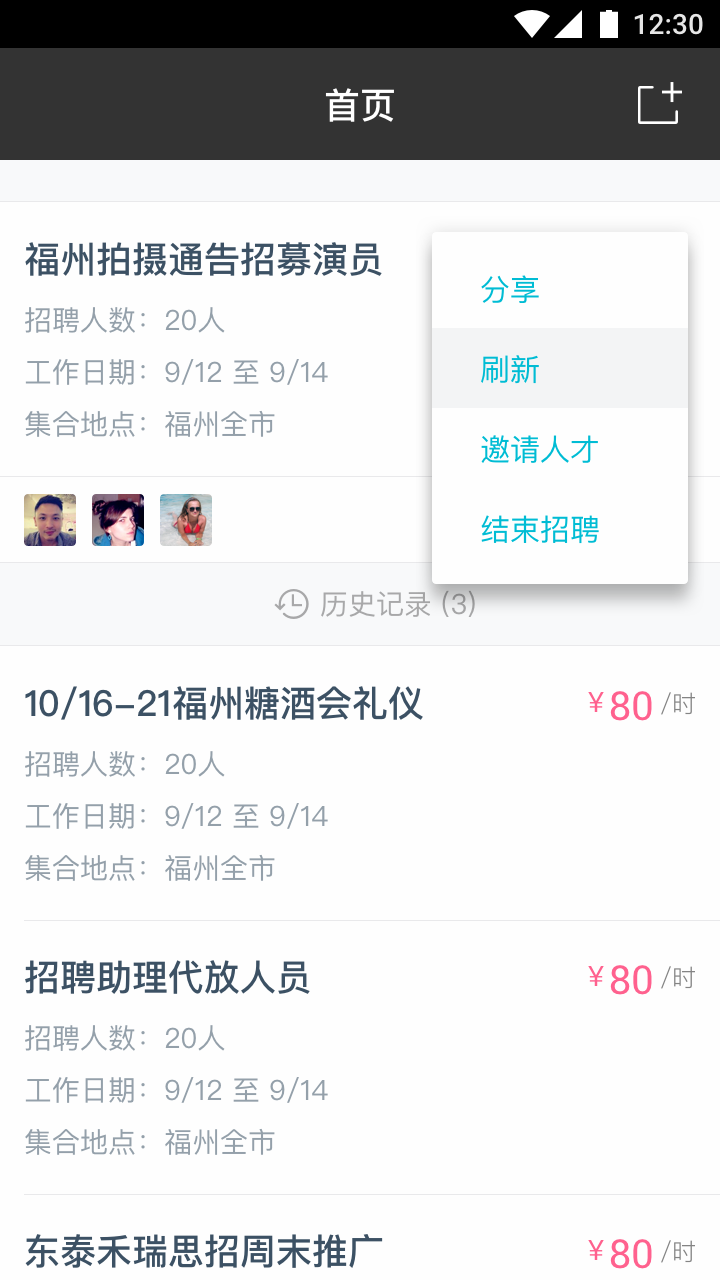 12:30
首页
福州拍摄通告招募演员
招聘人数：20人
工作日期：9/12 至 9/14
集合地点：福州全市
分享
刷新
邀请人才
结束招聘
历史记录 (3)
10/16-21福州糖酒会礼仪
¥80 /时
招聘人数：20人
工作日期：9/12 至 9/14
集合地点：福州全市
招聘助理代放人员
¥80 /时
招聘人数：20人
工作日期：9/12 至 9/14
集合地点：福州全市
东泰禾瑞思招周末推广
¥80 /时